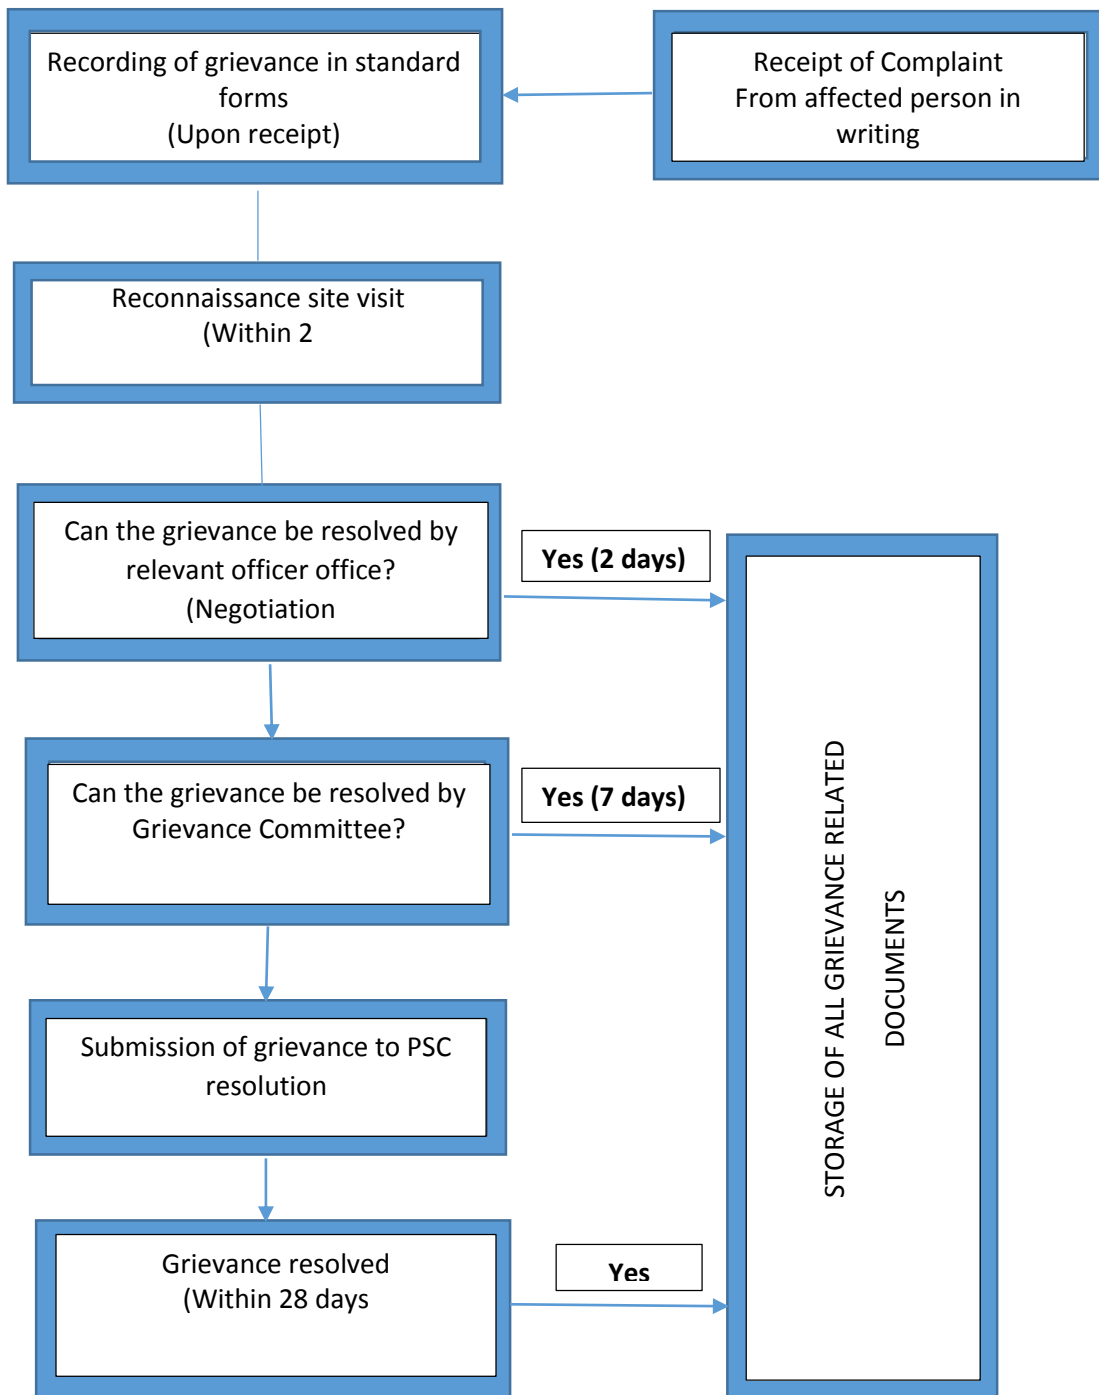 Recording of grievance in standard
forms
(Upon receipt)
Receipt of Complaint
From affected person in
writing
Reconnaissance site visit
(Within 2
Can the grievance be resolved by
relevant officer office?
(Negotiation
Yes (2 days)
Can the grievance be resolved by
Grievance Committee?
Yes (7 days)
Submission of grievance to PSC
resolution
Grievance resolved
(Within 28 days
Yes
STORAGE OF ALL GRIEVANCE RELATED
DOCUMENTS